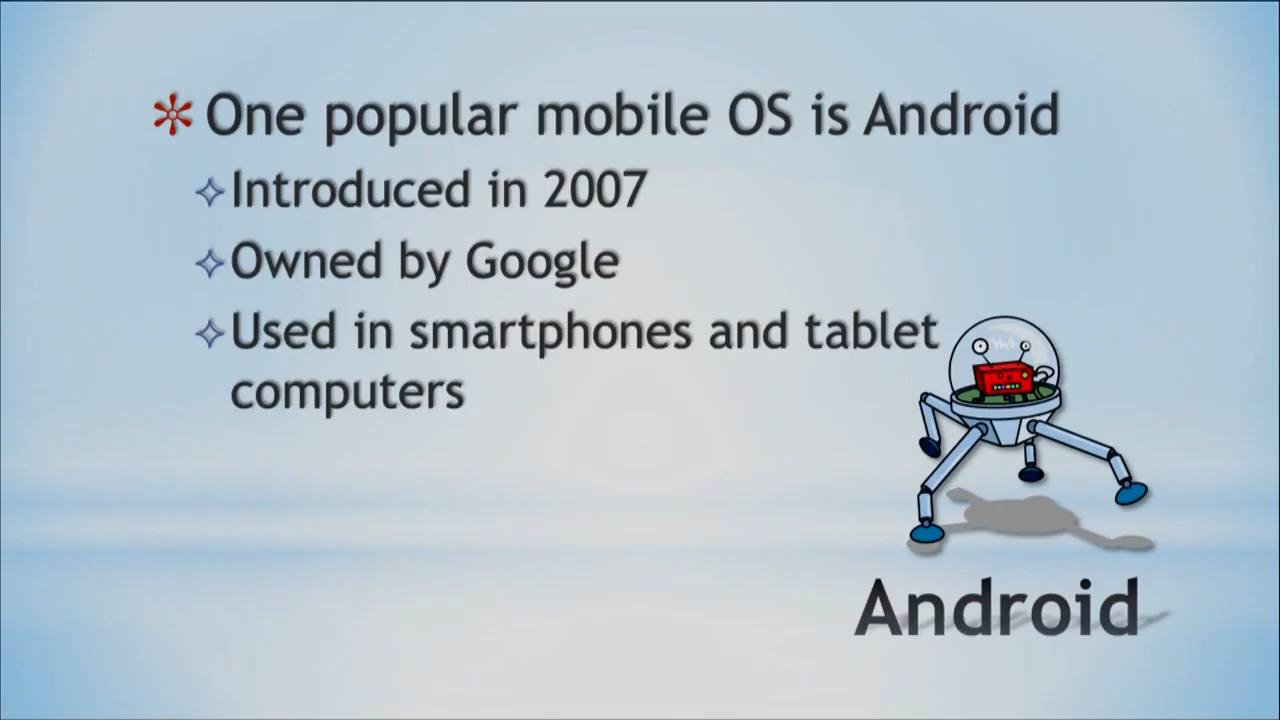 One popular mobile OS is Android
Introduced in 2007
Owned by Google
Used in smartphones and tablet
computers
Android